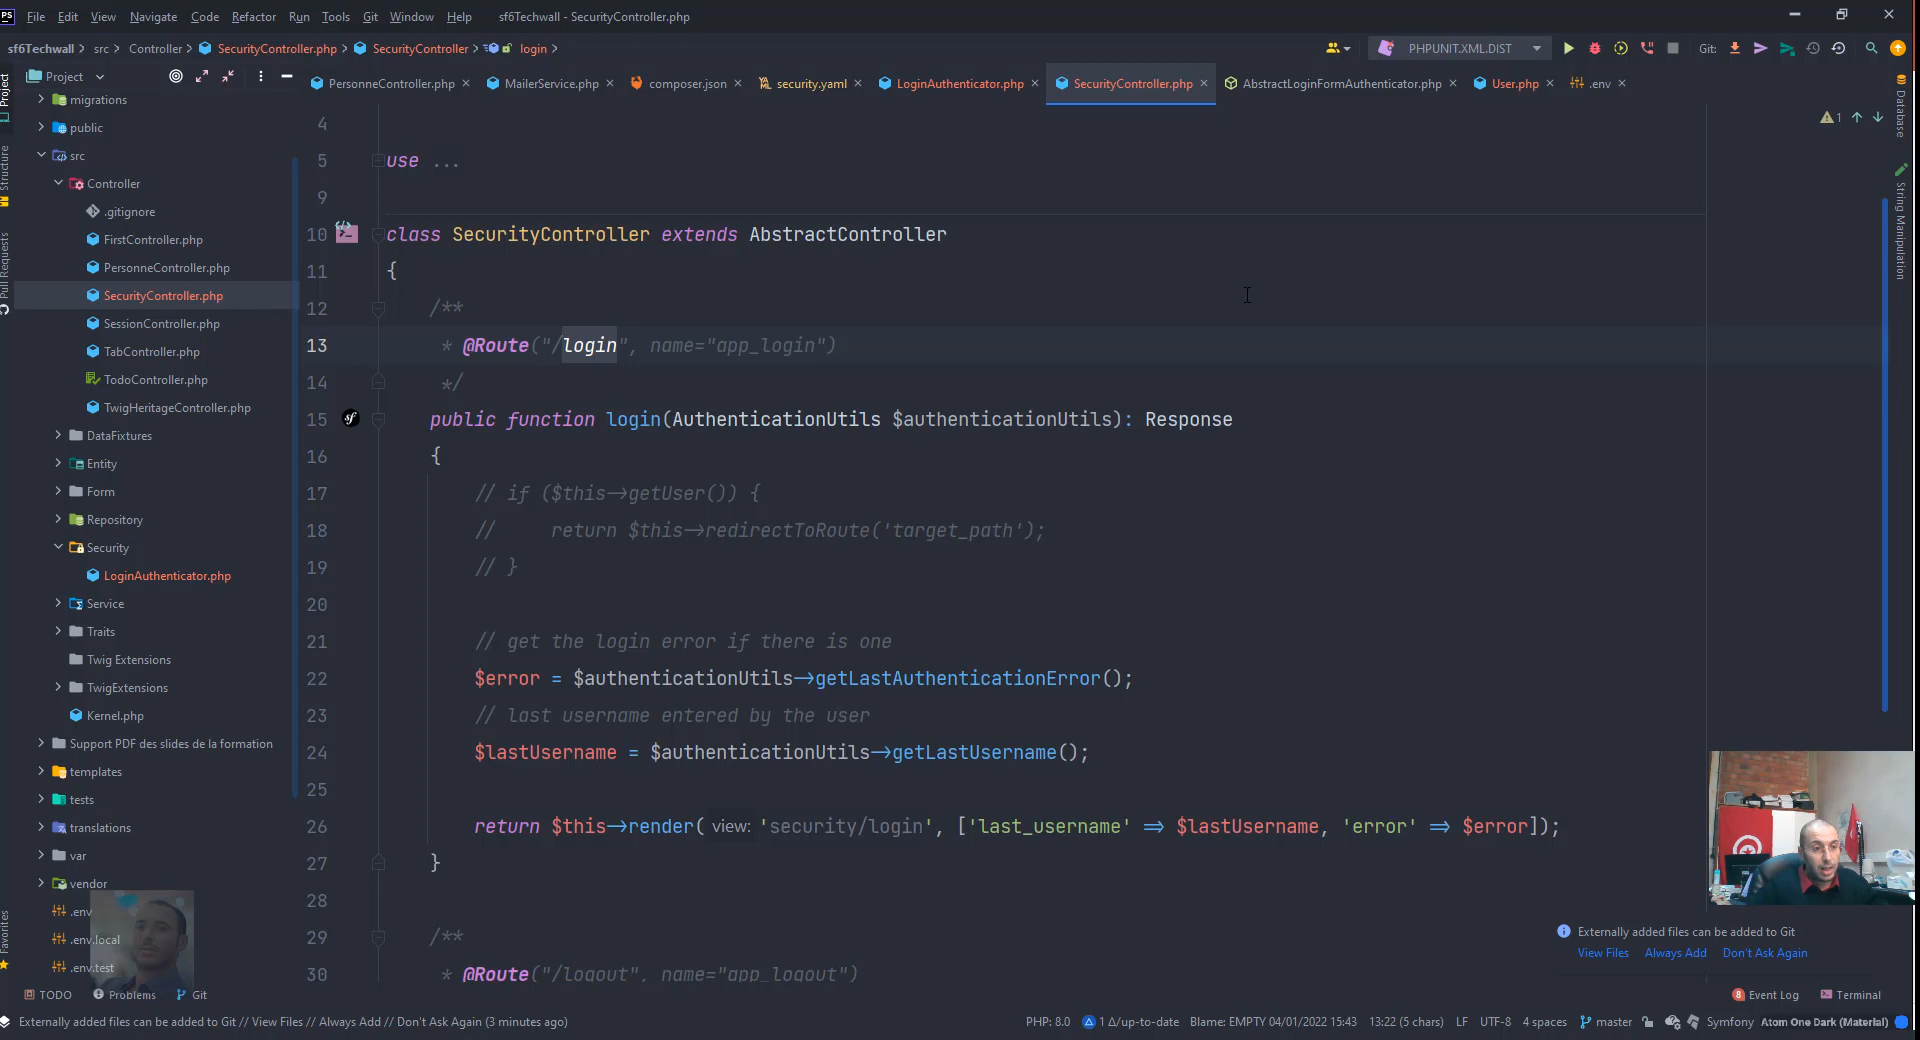 PS File Edit View Navigate Code Refactor Run Tools Git Window Help sf6Techwall - SecurityController.php
sf6Techwall > src > Controller > SecurityController.php > SecurityController > login > PHPUNIT.XML.DIST Git:
Project
PersonneController.php MailerService.php composer.json security.yaml LoginAuthenticator.php SecurityController.php AbstractLoginFormAuthenticator.php User.php .env
Project
Structure
Pull Requests
Favorites
migrations
public
src
Controller
.gitignore
FirstController.php
PersonneController.php
SecurityController.php
SessionController.php
TabController.php
TodoController.php
TwigHeritageController.php
DataFixtures
Entity
Form
Repository
Security
LoginAuthenticator.php
Service
Traits
Twig Extensions
TwigExtensions
Kernel.php
Support PDF des slides de la formation
templates
tests
translations
var
vendor
.env
.env.local
.env.test
4
5 use ...
9
10 class SecurityController extends AbstractController
11 {
12 /**
13 * @Route("/login", name="app_login")
14 */
15 public function login(AuthenticationUtils $authenticationUtils): Response
16 {
17 // if ($this->getUser()) {
18 // return $this->redirectToRoute('target_path');
19 // }
20
21 // get the login error if there is one
22 $error = $authenticationUtils->getLastAuthenticationError();
23 // last username entered by the user
24 $lastUsername = $authenticationUtils->getLastUsername();
25
26 return $this->render( view: 'security/login', ['last_username' => $lastUsername, 'error' => $error]);
27 }
28
29 /**
30 * @Route("/logout", name="app_logout")
1
Database
String Manipulation
Externally added files can be added to Git
View Files Always Add Don't Ask Again
TODO Problems Git
8 Event Log Terminal
Externally added files can be added to Git // View Files // Always Add // Don't Ask Again (3 minutes ago)
PHP: 8.0 1 Δ/up-to-date Blame: EMPTY 04/01/2022 15:43 13:22 (5 chars) LF UTF-8 4 spaces master Symfony Atom One Dark (Material)